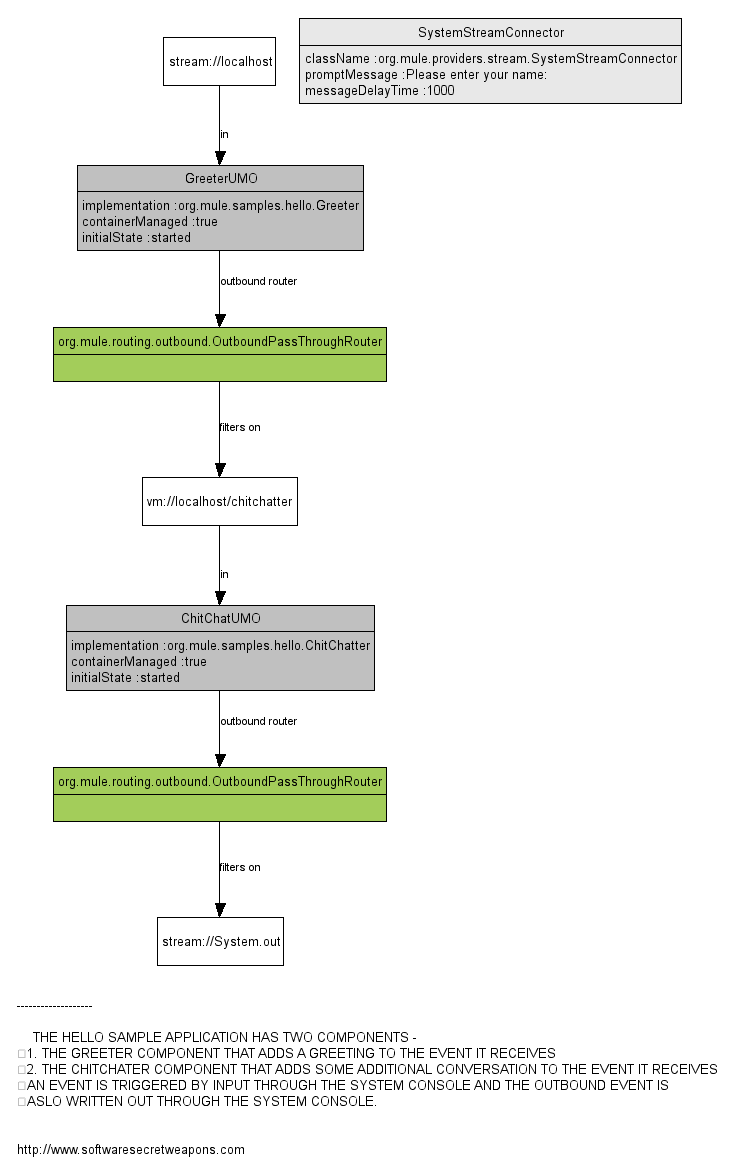 stream://localhost
SystemStreamConnector
className :org.mule.providers.stream.SystemStreamConnector
promptMessage :Please enter your name:
messageDelayTime :1000
in
GreeterUMO
implementation :org.mule.samples.hello.Greeter
containerManaged :true
initialState :started
outbound router
org.mule.routing.outbound.OutboundPassThroughRouter
filters on
vm://localhost/chitchatter
in
ChitChatUMO
implementation :org.mule.samples.hello.ChitChatter
containerManaged :true
initialState :started
outbound router
org.mule.routing.outbound.OutboundPassThroughRouter
filters on
stream://System.out
-------------------
THE HELLO SAMPLE APPLICATION HAS TWO COMPONENTS -
1. THE GREETER COMPONENT THAT ADDS A GREETING TO THE EVENT IT RECEIVES
2. THE CHITCHATER COMPONENT THAT ADDS SOME ADDITIONAL CONVERSATION TO THE EVENT IT RECEIVES
AN EVENT IS TRIGGERED BY INPUT THROUGH THE SYSTEM CONSOLE AND THE OUTBOUND EVENT IS
ASLO WRITTEN OUT THROUGH THE SYSTEM CONSOLE.
http://www.softwaresecretweapons.com